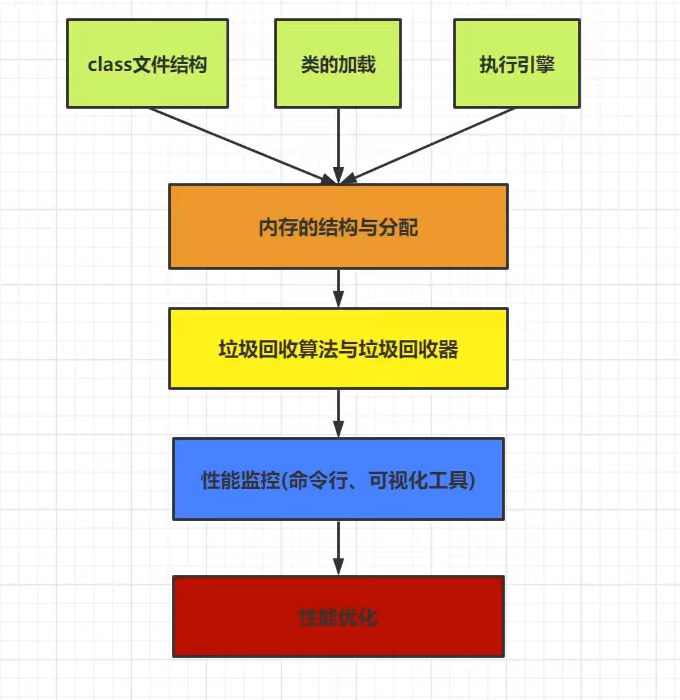 class文件结构
类的加载
执行引擎
内存的结构与分配
垃圾回收算法与垃圾回收器
性能监控(命令行、可视化工具)
性能优化